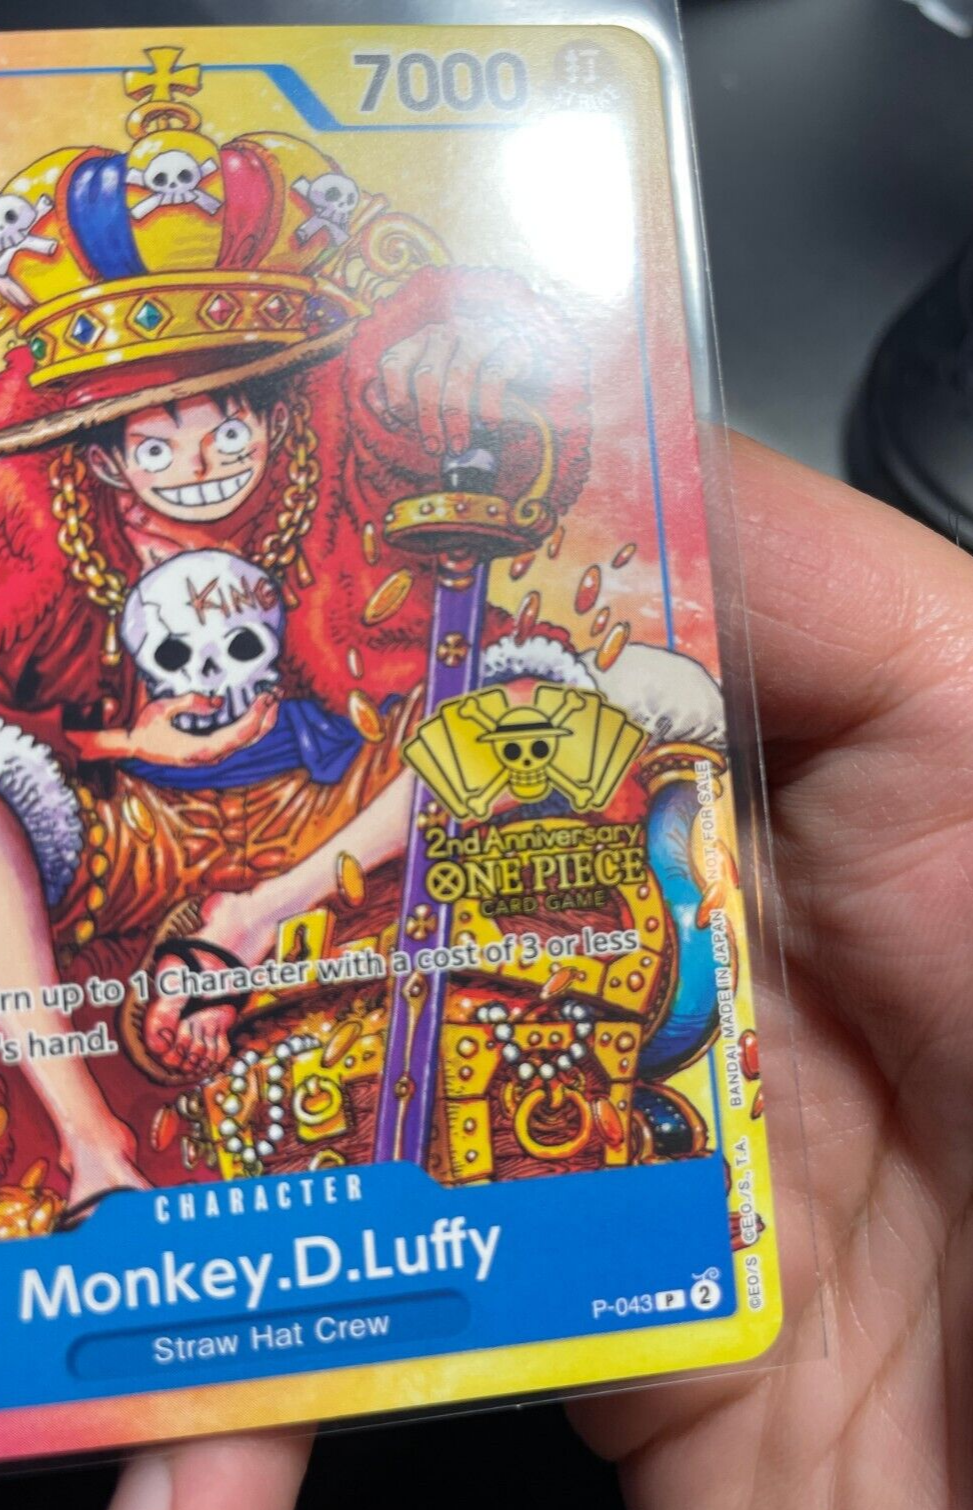 7000
KING
2nd Anniversary
ONE PIECE
CARD GAME
rn up to 1 Character with a cost of 3 or less
's hand.
CHARACTER
Monkey.D.Luffy
Straw Hat Crew
P-043 P 2
©E.O./S., T.A. BANDAI MADE IN JAPAN NOT FOR SALE
©EO/S